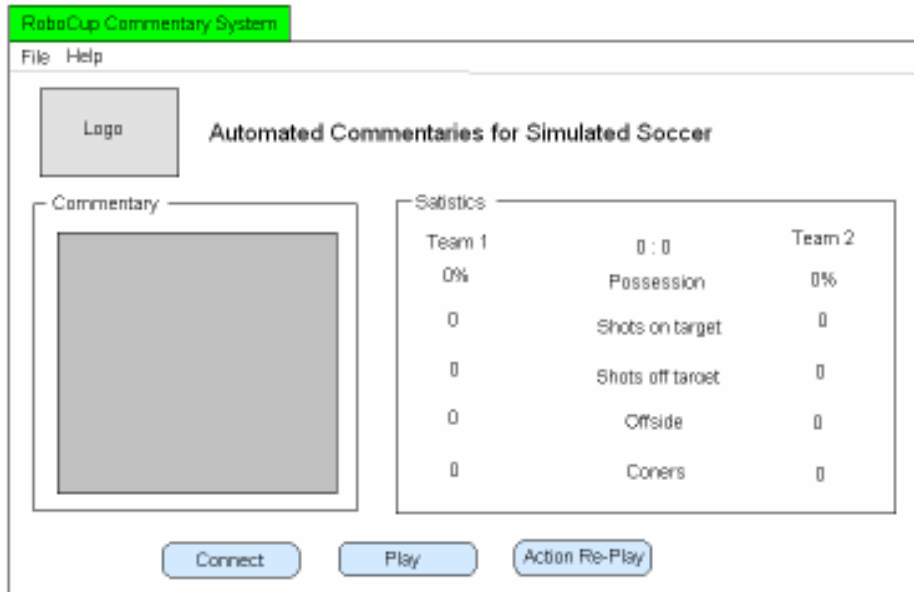 RoboCup Commentary System
File Help
Logo
Automated Commentaries for Simulated Soccer
Commentary
Satistics
Team 1 0 : 0 Team 2
0% Possession 0%
0 Shots on target 0
0 Shots off target 0
0 Offside 0
0 Coners 0
Connect Play Action Re-Play